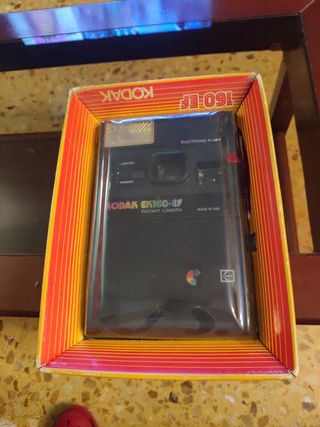 KODAK 160-EF
ELECTRONIC FLASH
KODAK EK160-EF
INSTANT CAMERA
MADE IN USA